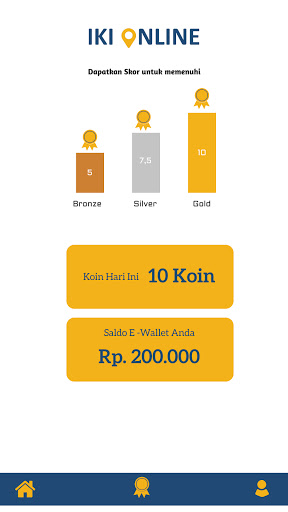 IKI ONLINE
Dapatkan Skor untuk memenuhi
5
7,5
10
Bronze Silver Gold
Koin Hari Ini 10 Koin
Saldo E -Wallet Anda
Rp. 200.000